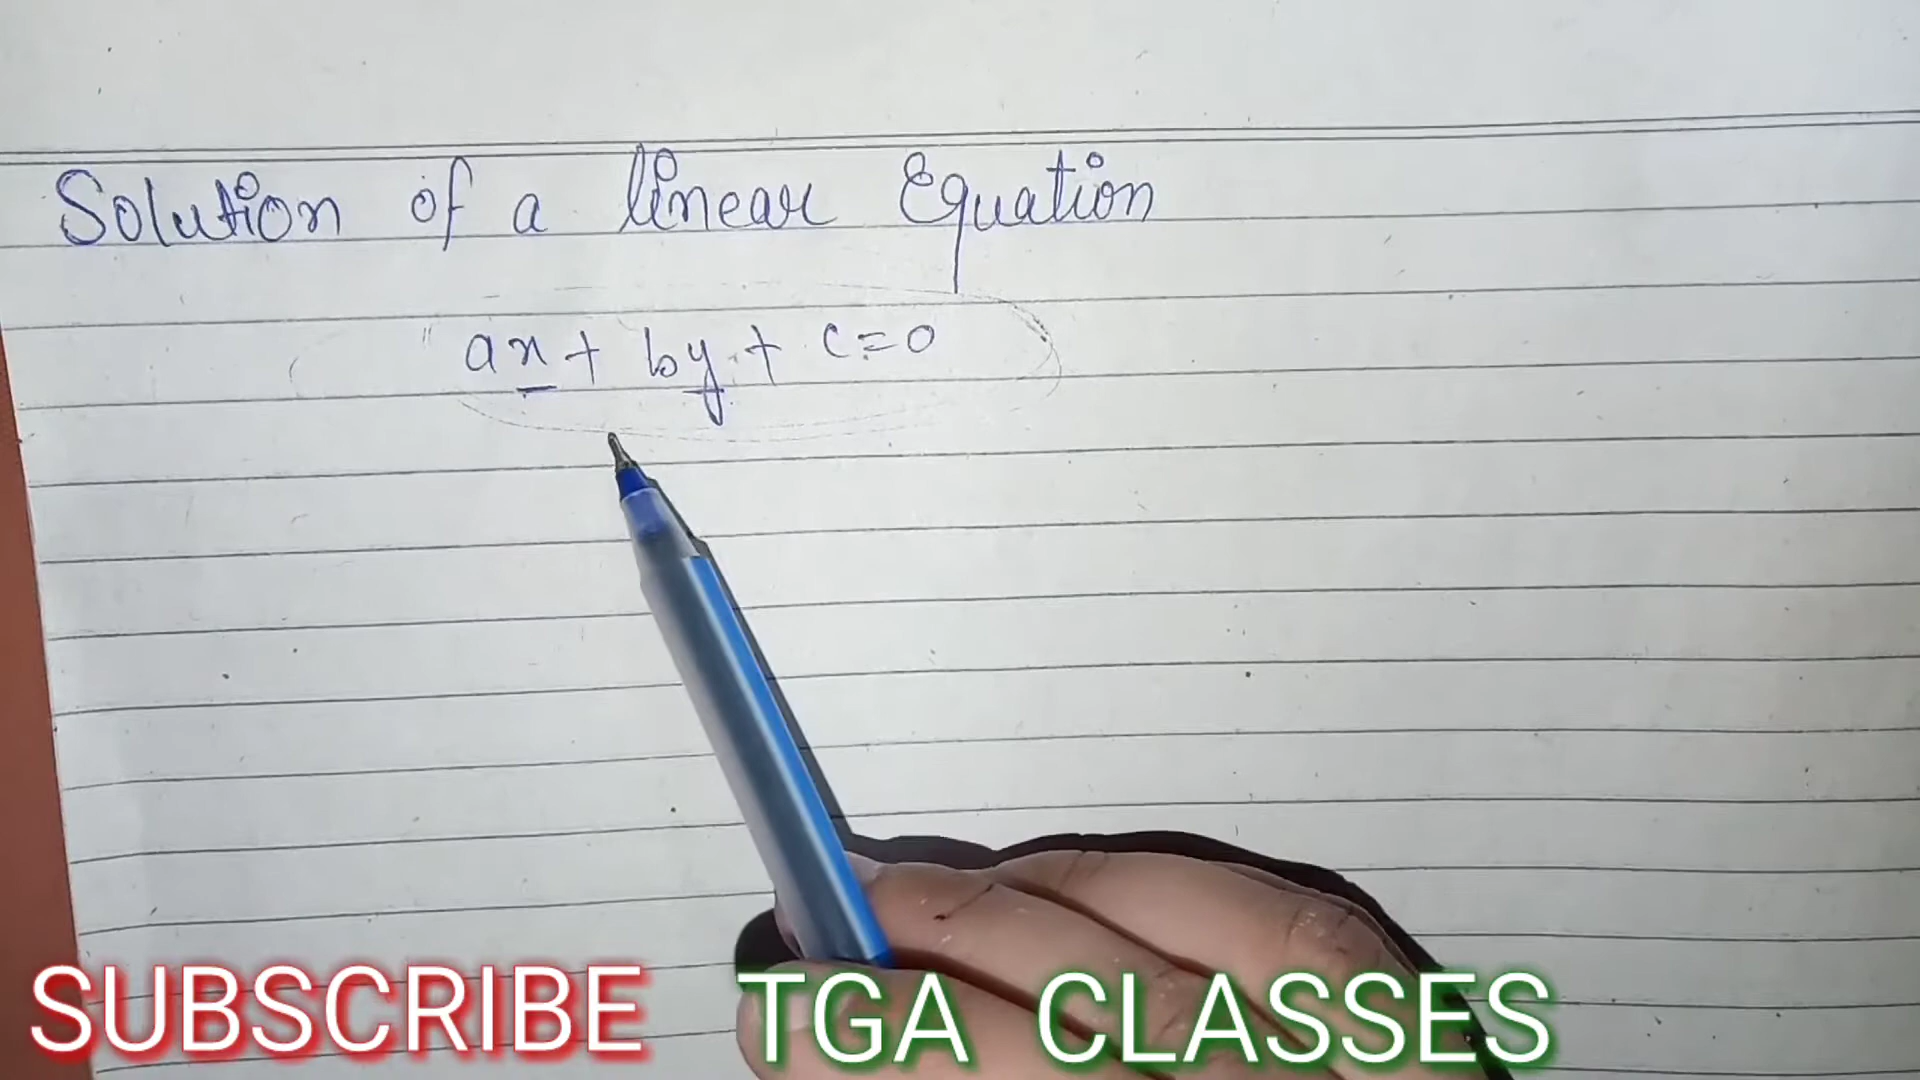 Solution of a linear Equation
ax + by + c = 0
SUBSCRIBE TGA CLASSES